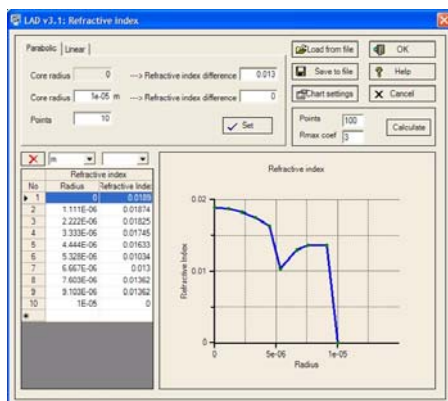 LAD v3.1: Refractive Index
Parabolic Linear
Core radius 0 ---> Refractive index difference 0.013
Core radius 1e-05 m ---> Refractive index difference 0
Points 10
Set
Load from file OK
Save to file Help
Chart settings Cancel
Points 100
Rmax coef 3
Calculate
m
Refractive index
No Radius Refractive Index
1 0 0.0189
2 1.111E-06 0.01874
3 2.222E-06 0.01825
4 3.333E-06 0.01745
5 4.444E-06 0.01633
6 5.328E-06 0.01034
7 6.667E-06 0.013
8 7.603E-06 0.01362
9 9.103E-06 0.01362
10 1E-05 0
Refractive index
0.02
0.01
0
Refractive Index
0 5e-06 1e-05
Radius